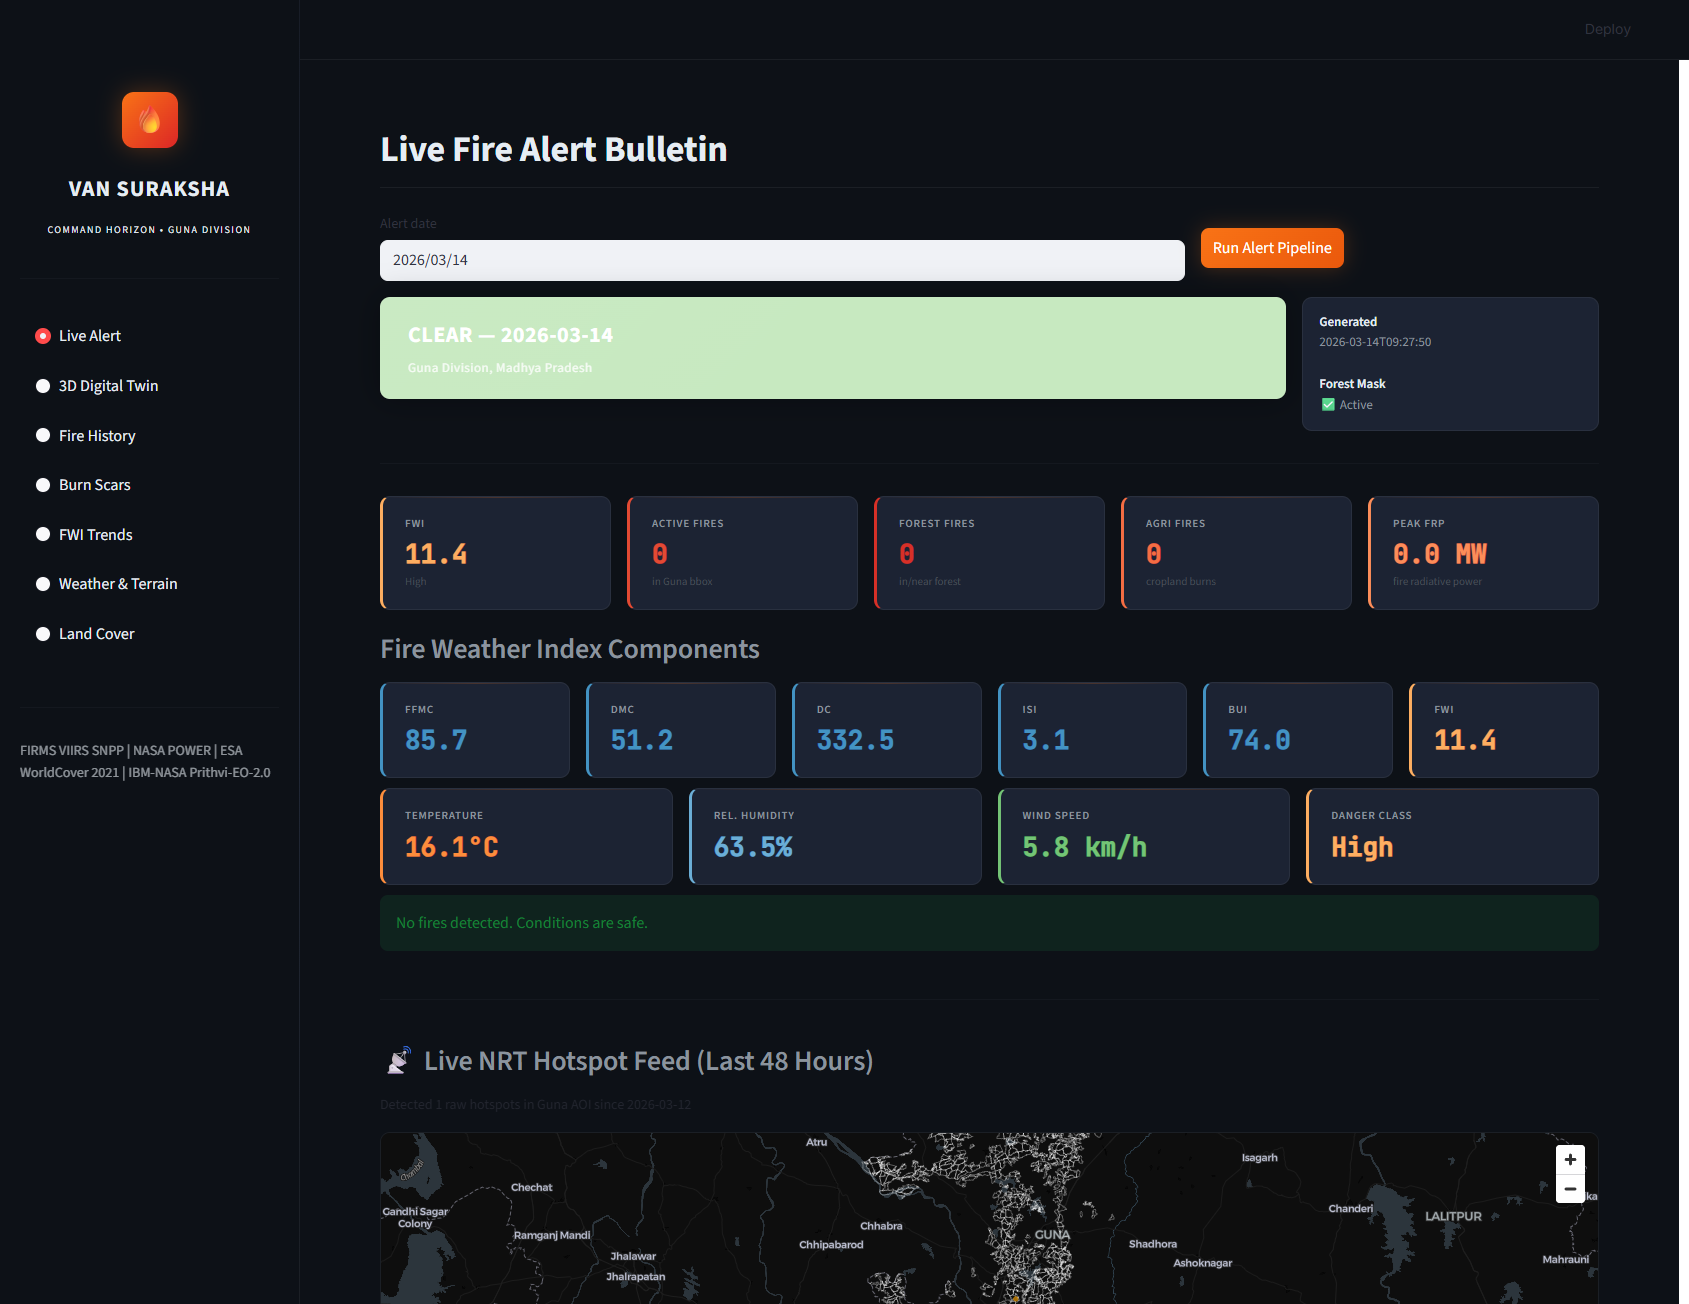 Deploy
VAN SURAKSHA
COMMAND HORIZON • GUNA DIVISION
Live Alert
3D Digital Twin
Fire History
Burn Scars
FWI Trends
Weather & Terrain
Land Cover
FIRMS VIIRS SNPP | NASA POWER | ESA
WorldCover 2021 | IBM-NASA Prithvi-EO-2.0
Live Fire Alert Bulletin
Alert date
2026/03/14
Run Alert Pipeline
CLEAR — 2026-03-14
Guna Division, Madhya Pradesh
Generated
2026-03-14T09:27:50
Forest Mask
✅ Active
FWI
11.4
High
ACTIVE FIRES
0
in Guna bbox
FOREST FIRES
0
in/near forest
AGRI FIRES
0
cropland burns
PEAK FRP
0.0 MW
fire radiative power
Fire Weather Index Components
FFMC
85.7
DMC
51.2
DC
332.5
ISI
3.1
BUI
74.0
FWI
11.4
TEMPERATURE
16.1°C
REL. HUMIDITY
63.5%
WIND SPEED
5.8 km/h
DANGER CLASS
High
No fires detected. Conditions are safe.
📡 Live NRT Hotspot Feed (Last 48 Hours)
Detected 1 raw hotspots in Guna AOI since 2026-03-12
Atru
Isagarh
+
−
Chambal
Chechat
Gandhi Sagar
Colony
Ramganj Mandi
Chhabra
Chhipabarod
GUNA
Shadhora
Chanderi
LALITPUR
Jhalawar
Jhalrapatan
Ashoknagar
Mahrauni